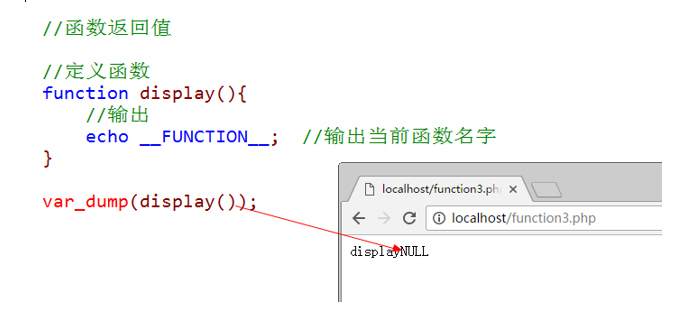 //函数返回值
//定义函数
function display(){
//输出
echo __FUNCTION__; //输出当前函数名字
}
var_dump(display());
localhost/function3.ph
localhost/function3.php
displayNULL